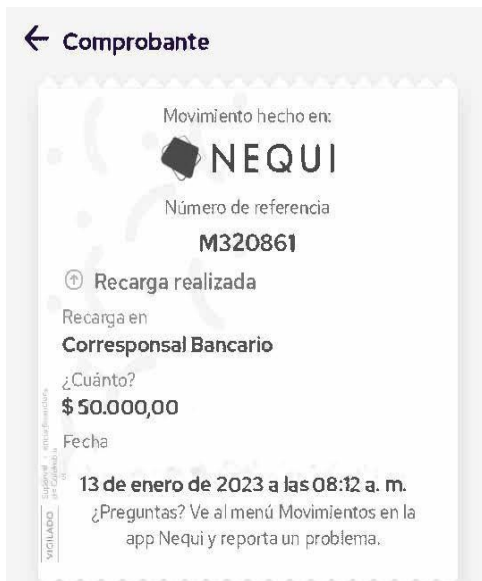 ← Comprobante
Movimiento hecho en:
NEQUI
Número de referencia
M320861
Recarga realizada
Recarga en
Corresponsal Bancario
¿Cuánto?
$ 50.000,00
Fecha
13 de enero de 2023 a las 08:12 a. m.
¿Preguntas? Ve al menú Movimientos en la
app Nequi y reporta un problema.
VIGILADO